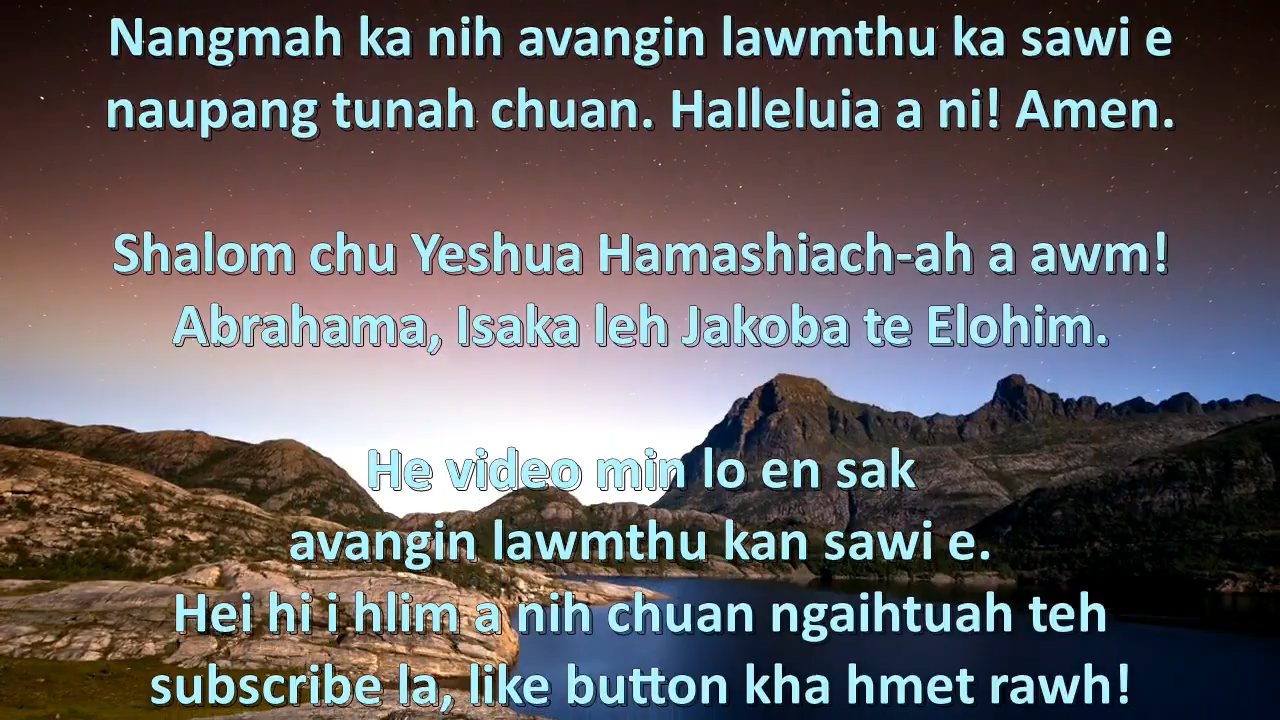 Nangmah ka nih avangin lawmthu ka sawi e
naupang tunah chuan. Halleluia a ni! Amen.
Shalom chu Yeshua Hamashiach-ah a awm!
Abrahama, Isaka leh Jakoba te Elohim.
He video min lo en sak
avangin lawmthu kan sawi e.
Hei hi i hlim a nih chuan ngaihtuah teh
subscribe la, like button kha hmet rawh!